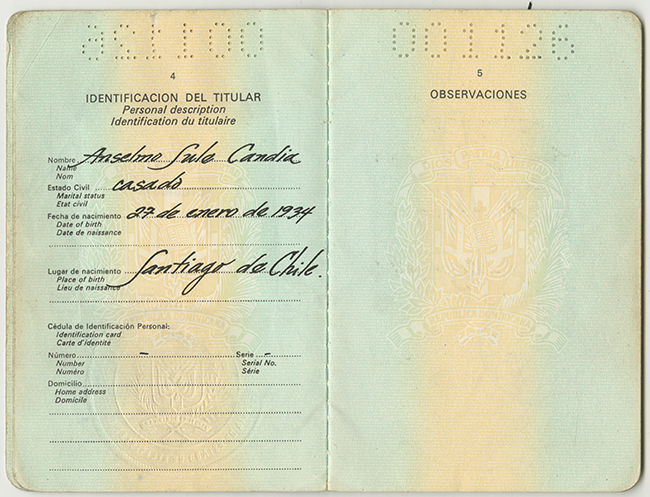 001126
4
IDENTIFICACION DEL TITULAR
Personal description
Identification du titulaire
Nombre Anselmo Sule Candia
Name
Nom
Estado Civil casado
Marital status
Etat civil
Fecha de nacimiento 27 de enero de 1934
Date of birth
Date de naissance
Lugar de nacimiento Santiago de Chile.
Place of birth
Lieu de naissance
Cédula de Identificación Personal:
Identification card
Carte d'identité
Número – Serie –
Number Serial No.
Numéro Série
Domicilio
Home address
Domicile
001126
5
OBSERVACIONES